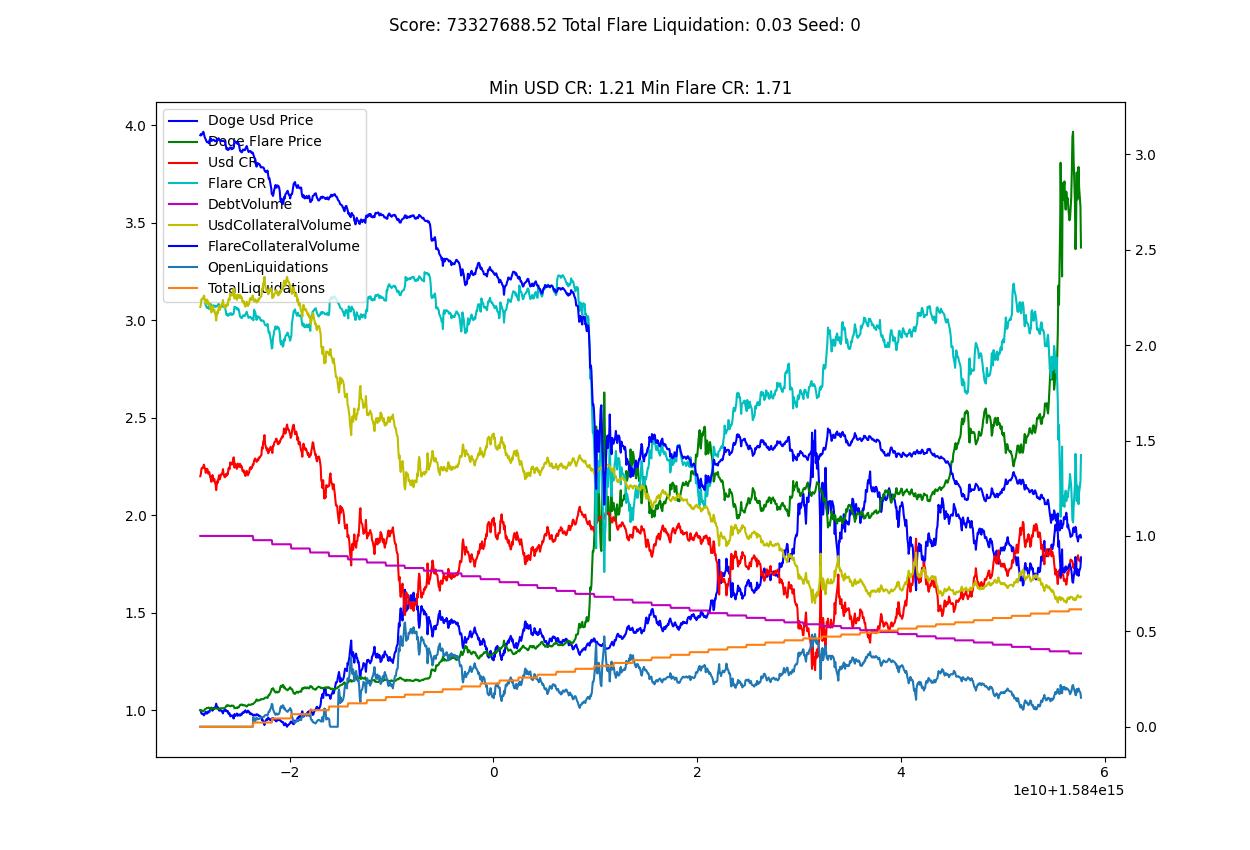 Score: 73327688.52 Total Flare Liquidation: 0.03 Seed: 0
Min USD CR: 1.21 Min Flare CR: 1.71
Doge Usd Price
Doge Flare Price
Usd CR
Flare CR
DebtVolume
UsdCollateralVolume
FlareCollateralVolume
OpenLiquidations
TotalLiquidations
4.0
3.5
3.0
2.5
2.0
1.5
1.0
3.0
2.5
2.0
1.5
1.0
0.5
0.0
−2
0
2
4
6
1e10+1.584e15